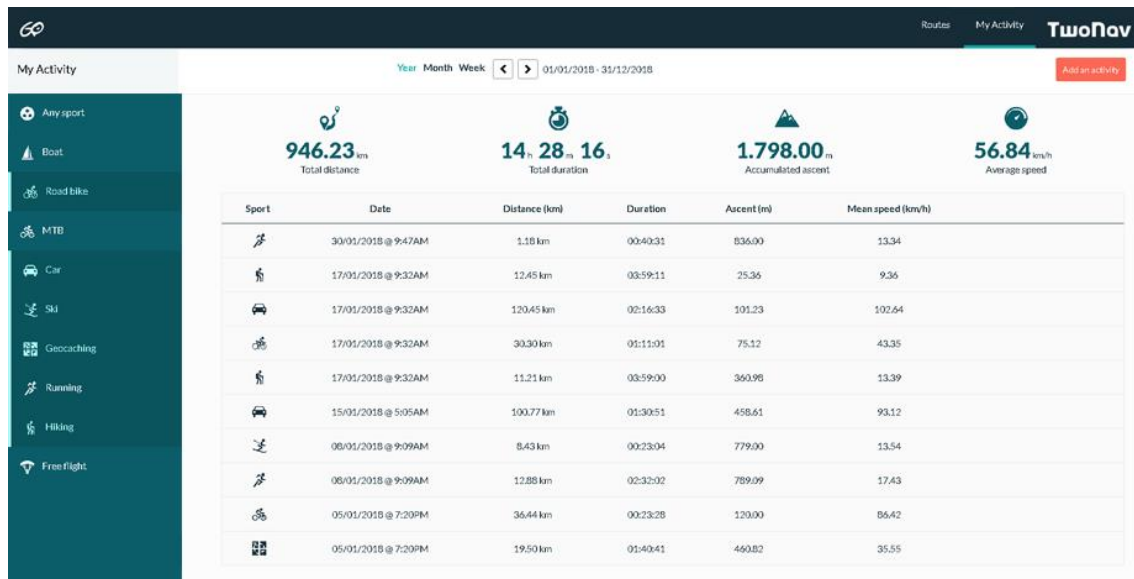 GO Routes My Activity TwoNav
My Activity
Year Month Week 01/01/2018 - 31/12/2018
Add an activity
Any sport
Boat
Road bike
MTB
Car
Ski
Geocaching
Running
Hiking
Free flight
946.23 km
Total distance
14 h 28 m 16 s
Total duration
1.798.00 m
Accumulated ascent
56.84 km/h
Average speed
Sport Date Distance (km) Duration Ascent (m) Mean speed (km/h)
30/01/2018 @ 9:47AM 1.18 km 00:40:31 836.00 13.34
17/01/2018 @ 9:32AM 12.45 km 03:59:11 25.36 9.36
17/01/2018 @ 9:32AM 120.45 km 02:16:33 101.23 102.64
17/01/2018 @ 9:32AM 30.30 km 01:11:01 75.12 43.35
17/01/2018 @ 9:32AM 11.21 km 03:59:00 360.98 13.39
15/01/2018 @ 5:05AM 100.77 km 01:30:51 458.61 93.12
08/01/2018 @ 9:09AM 8.43 km 00:23:04 779.00 13.54
08/01/2018 @ 9:09AM 12.88 km 02:32:02 789.09 17.43
05/01/2018 @ 7:20PM 36.44 km 00:23:28 120.00 86.42
05/01/2018 @ 7:20PM 19.50 km 01:40:41 460.82 35.55